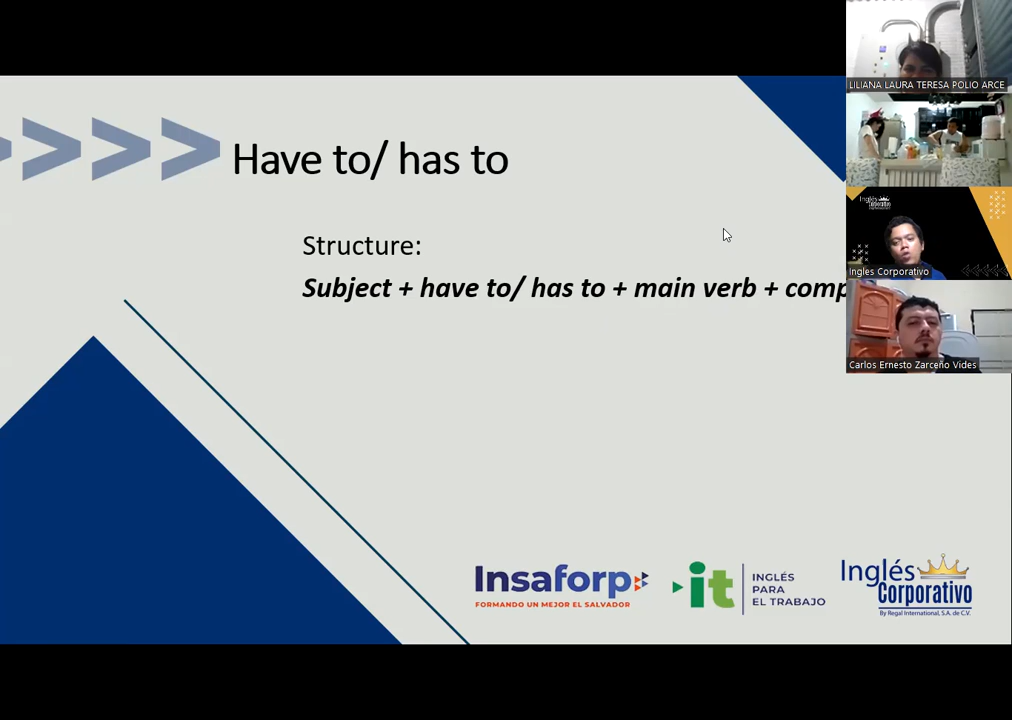 Have to/ has to
Structure:
Subject + have to/ has to + main verb + comp
LILIANA LAURA TERESA POLIO ARCE
Inglés
Corporativo
Ingles Corporativo
Carlos Ernesto Zarceño Vides
Insaforp
FORMANDO UN MEJOR EL SALVADOR
it
INGLÉS
PARA
EL TRABAJO
Inglés
Corporativo
By Regal International, S.A. de C.V.